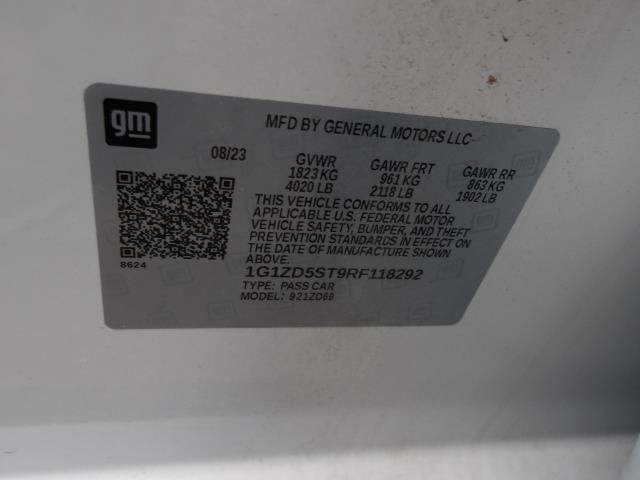 gm
MFD BY GENERAL MOTORS LLC
08/23
GVWR
1823 KG
4020 LB
GAWR FRT
961 KG
2118 LB
GAWR RR
863 KG
1902 LB
THIS VEHICLE CONFORMS TO ALL
APPLICABLE U.S. FEDERAL MOTOR
VEHICLE SAFETY, BUMPER, AND THEFT
PREVENTION STANDARDS IN EFFECT
ON THE DATE OF MANUFACTURE SHOWN
ABOVE.
8624
1G1ZD5ST9RF118292
TYPE: PASS CAR
MODEL: 921ZD69